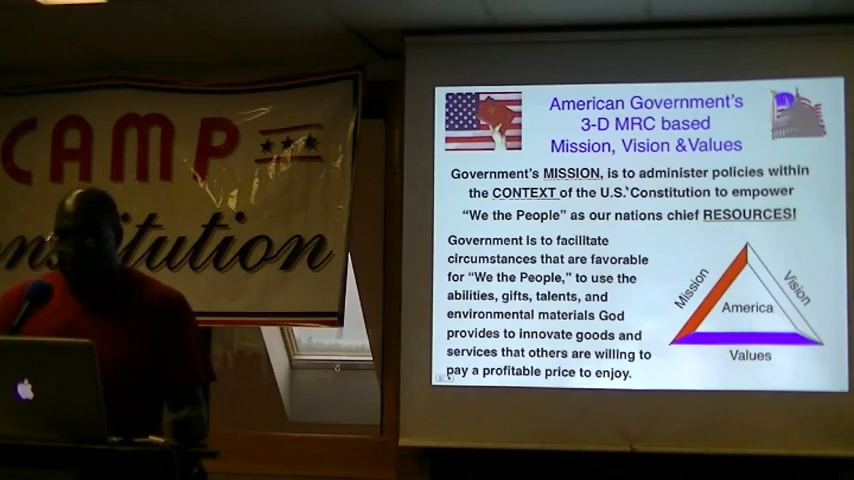 CAMP
Constitution
American Government's
3-D MRC based
Mission, Vision &Values
Government's MISSION, is to administer policies within
the CONTEXT of the U.S. Constitution to empower
“We the People” as our nations chief RESOURCES!
Government is to facilitate
circumstances that are favorable
for “We the People,” to use the
abilities, gifts, talents, and
environmental materials God
provides to innovate goods and
services that others are willing to
pay a profitable price to enjoy.
Mission
Vision
America
Values